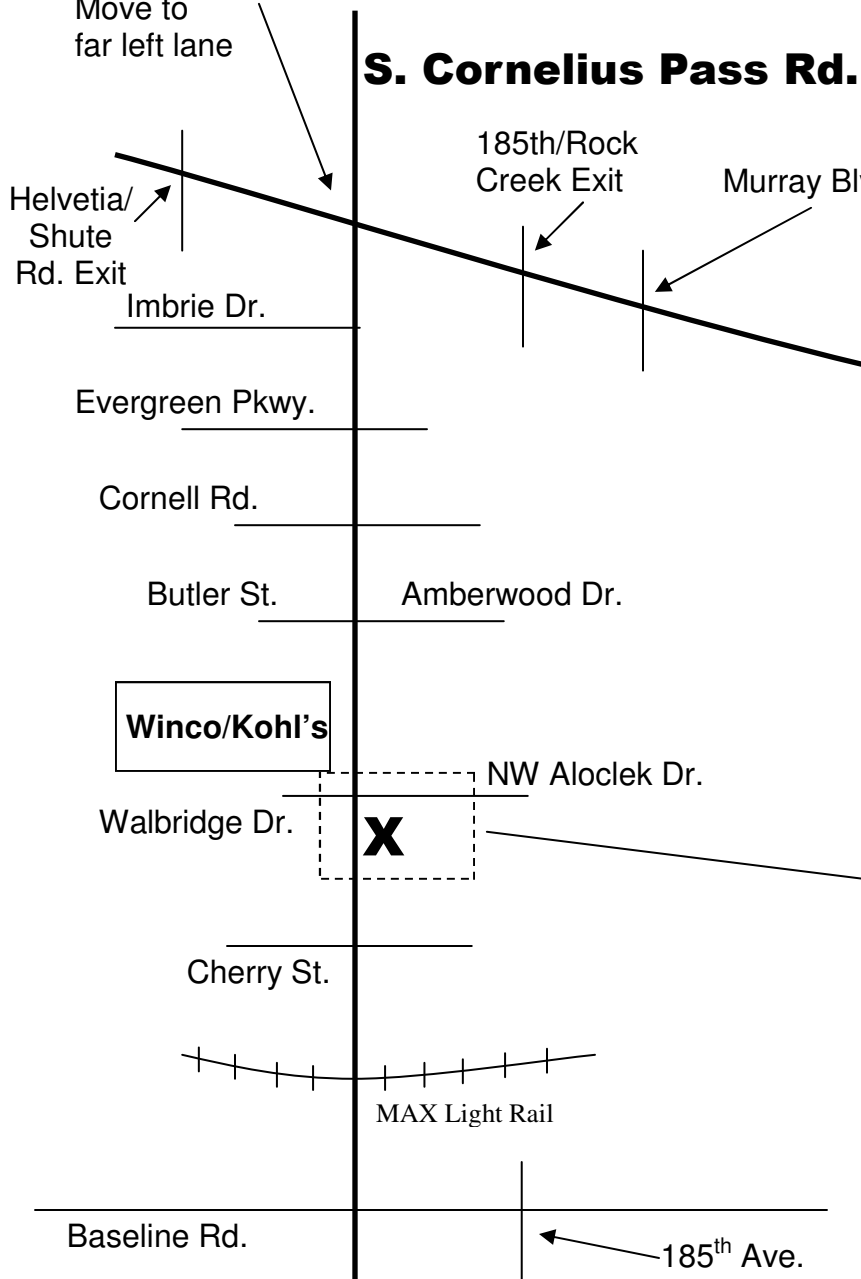 Move to
far left lane
S. Cornelius Pass Rd.
185th/Rock
Creek Exit
Murray
Helvetia/
Shute
Rd. Exit
Imbrie Dr.
Evergreen Pkwy.
Cornell Rd.
Butler St.
Amberwood Dr.
Winco/Kohl's
NW Aloclek Dr.
Walbridge Dr.
X
Cherry St.
MAX Light Rail
Baseline Rd.
185th Ave.